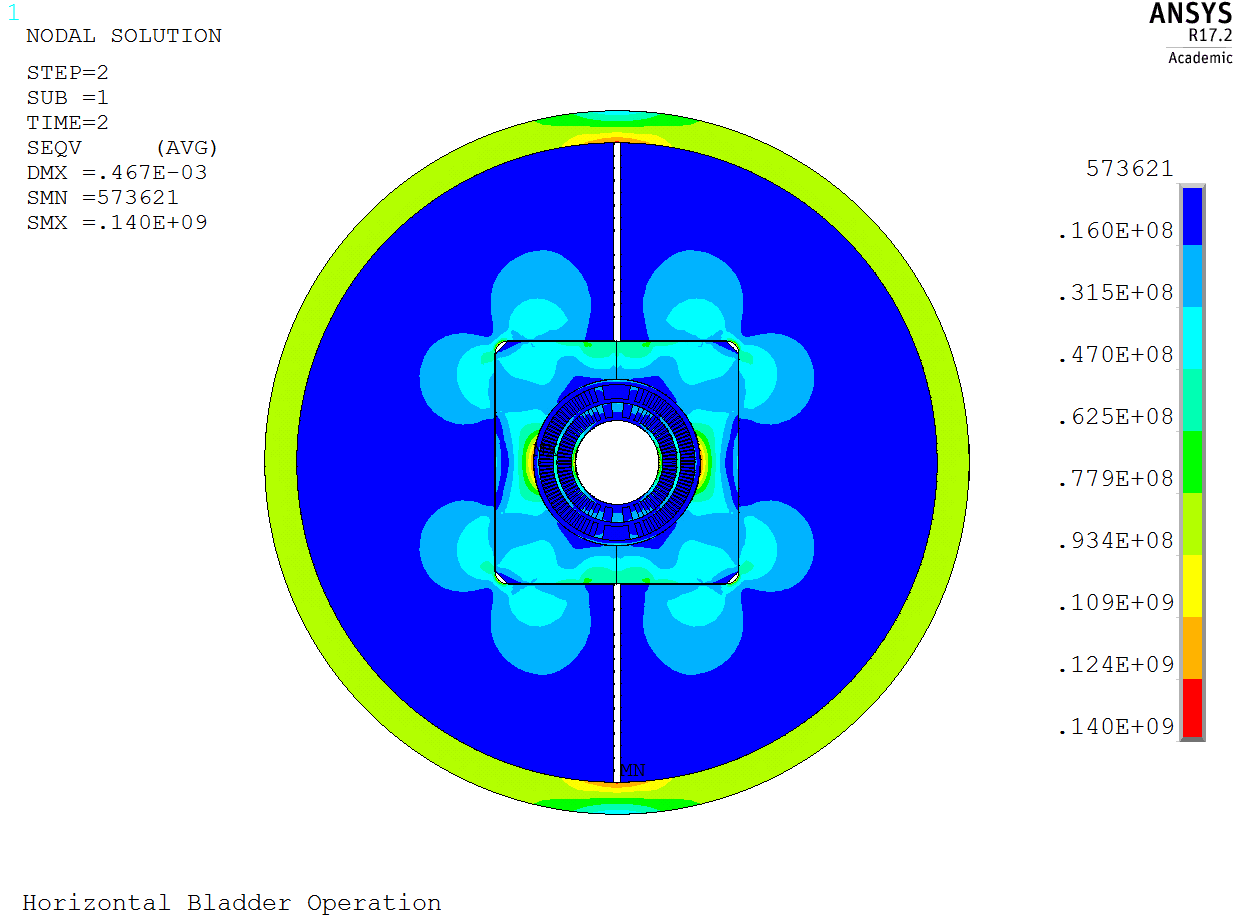 1
NODAL SOLUTION
STEP=2
SUB =1
TIME=2
SEQV (AVG)
DMX =.467E-03
SMN =573621
SMX =.140E+09
ANSYS
R17.2
Academic
573621
.160E+08
.315E+08
.470E+08
.625E+08
.779E+08
.934E+08
.109E+09
.124E+09
.140E+09
MN
Horizontal Bladder Operation